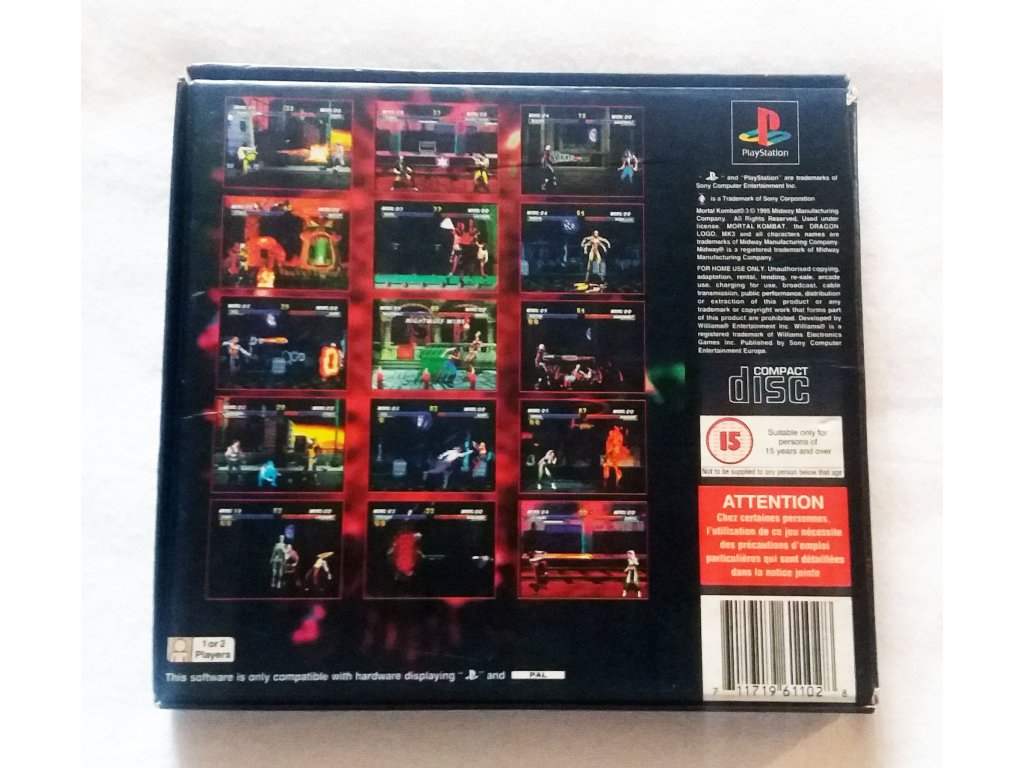 PlayStation
" " and "PlayStation" are trademarks of
Sony Computer Entertainment Inc.
is a Trademark of Sony Corporation
Mortal Kombat® 3 © 1995 Midway Manufacturing
Company. All Rights Reserved. Used under
license. MORTAL KOMBAT, the DRAGON
LOGO, MK3 and all characters names are
trademarks of Midway Manufacturing Company.
Midway® is a registered trademark of Midway
Manufacturing Company.
FOR HOME USE ONLY. Unauthorised copying,
adaptation, rental, lending, re-sale, arcade
use, charging for use, broadcast, cable
transmission, public performance, distribution
or extraction of this product or any
trademark or copyright work that forms part
of this product are prohibited. Developed by
Williams® Entertainment Inc. Williams® is a
registered trademark of Williams Electronics
Games Inc. Published by Sony Computer
Entertainment Europe.
COMPACT
disc
15
Suitable only for
persons of
15 years and over
Not to be supplied to any person below that age
ATTENTION
Chez certaines personnes,
l'utilisation de ce jeu nécessite
des précautions d'emploi
particulières qui sont détaillées
dans la notice jointe
7 11719 61102 8
1 or 2
Players
This software is only compatible with hardware displaying " " and PAL
NIGHTWOLF WINS